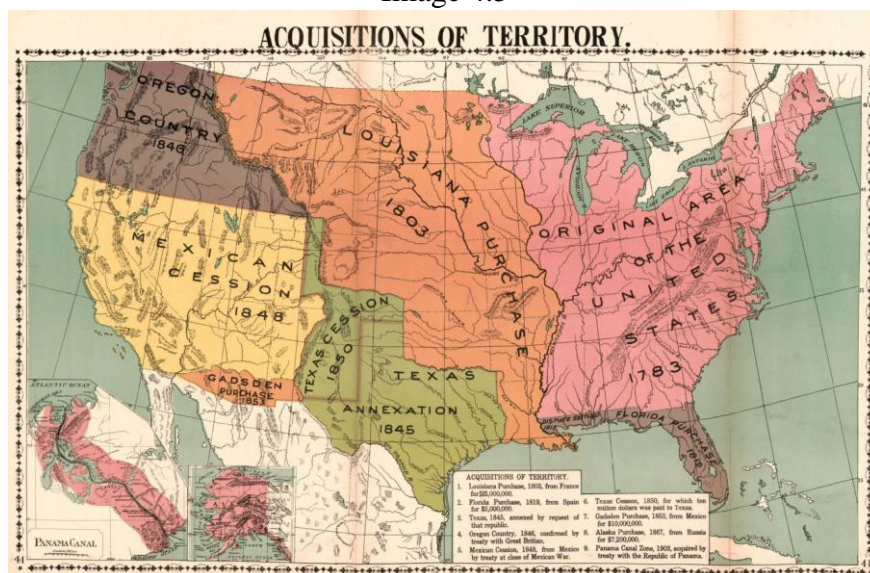 ACQUISITIONS OF TERRITORY.
OREGON
COUNTRY
1846
LOUISIANA PURCHASE
1803
MEXICAN
CESSION
1848
GADSDEN
PURCHASE
1853
TEXAS CESSION
1850
TEXAS
ANNEXATION
1845
LAKE SUPERIOR
MICHIGAN
LAKE HURON
ONTARIO
ORIGINAL AREA
OF THE
UNITED
STATES
1783
FLORIDA
PURCHASE
1819
ATLANTIC OCEAN
PANAMA CANAL
ACQUISITIONS OF TERRITORY.
1. Louisiana Purchase, 1803, from France
for $15,000,000.
2. Florida Purchase, 1819, from Spain
for $5,000,000.
3. Texas, 1845, annexed by request of
that republic.
4. Oregon Country, 1846, confirmed by
treaty with Great Britain.
5. Mexican Cession, 1848, from Mexico
by treaty at close of Mexican War.
6. Texas Cession, 1850, for which ten
million dollars was paid to Texas.
7. Gadsden Purchase, 1853, from Mexico
for $10,000,000.
8. Alaska Purchase, 1867, from Russia
for $7,200,000.
9. Panama Canal Zone, 1903, acquired by
treaty with the Republic of Panama.